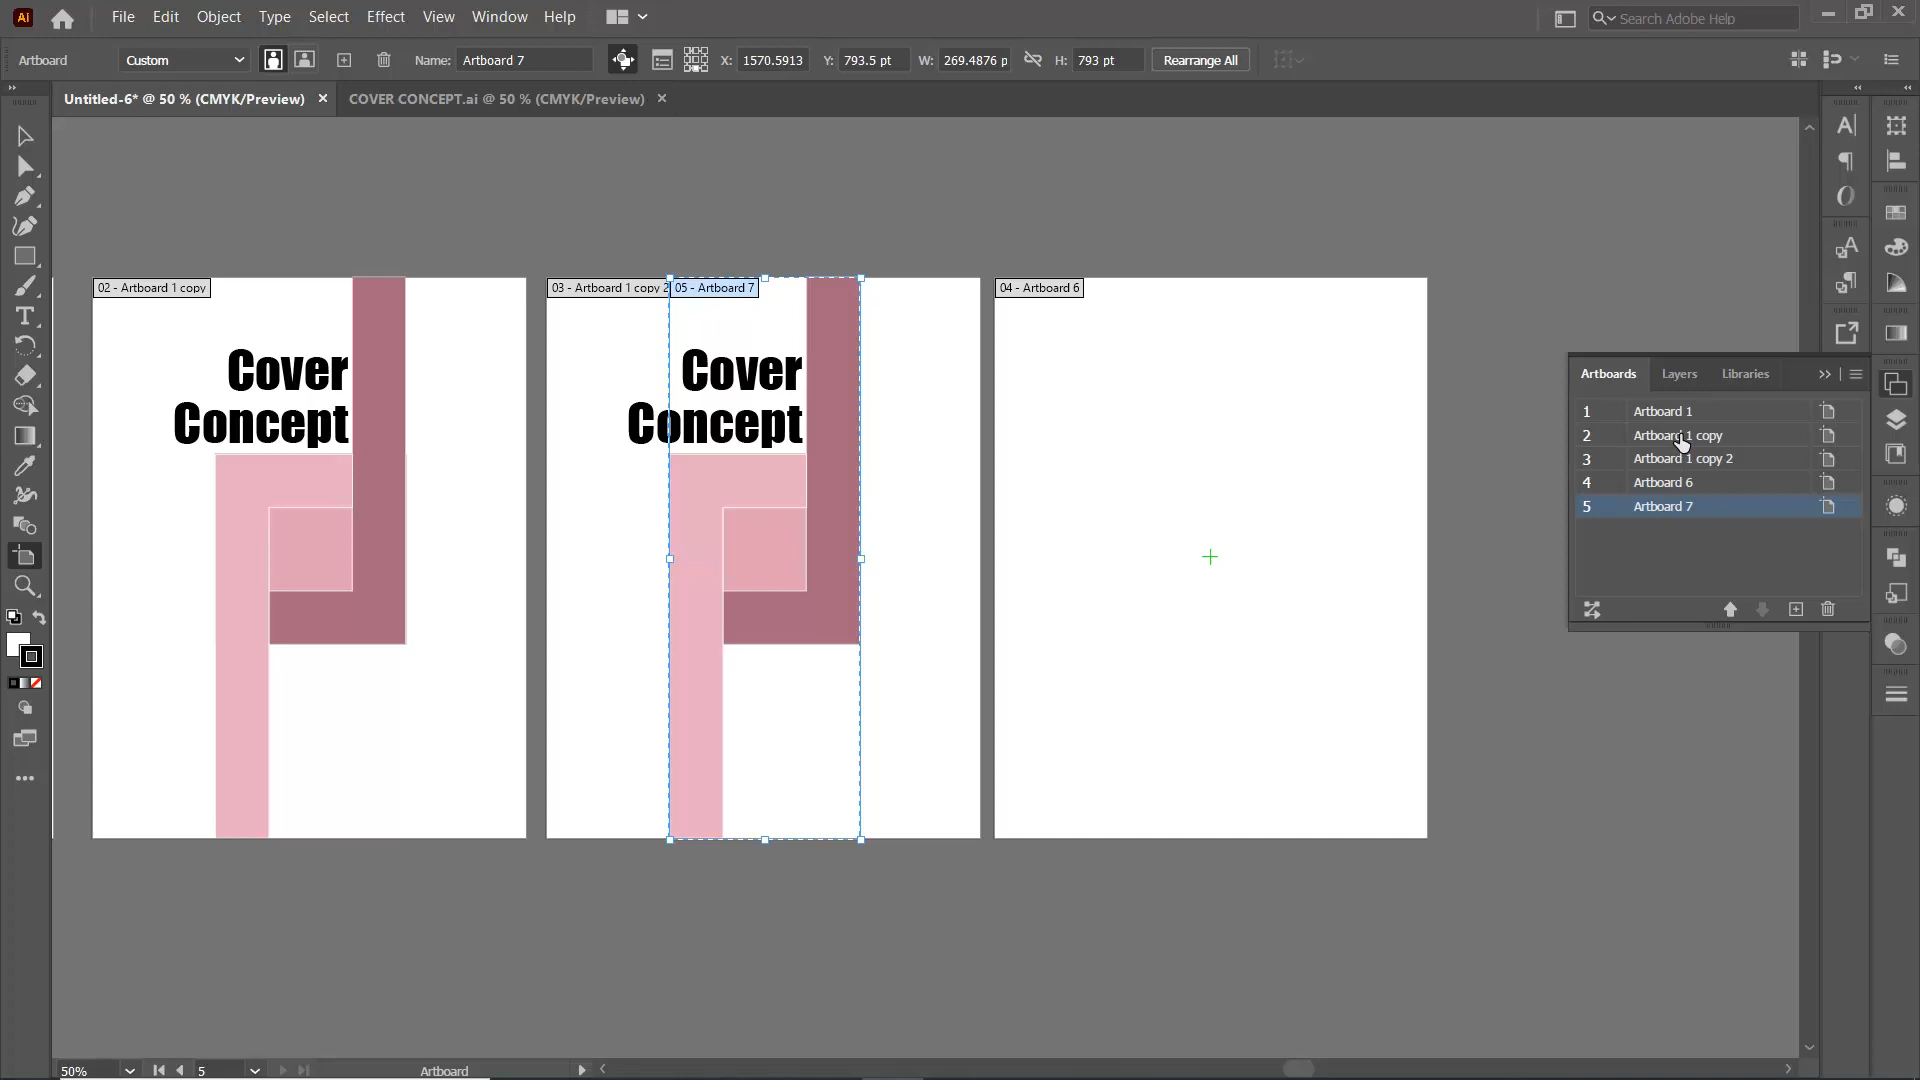 Ai File Edit Object Type Select Effect View Window Help Search Adobe Help
Artboard Custom Name: Artboard 7 X: 1570.5913 Y: 793.5 pt W: 269.4876 p H: 793 pt Rearrange All
Untitled-6* @ 50 % (CMYK/Preview) COVER CONCEPT.ai @ 50 % (CMYK/Preview)
02 - Artboard 1 copy
Cover
Concept
03 - Artboard 1 copy 2
05 - Artboard 7
Cover
Concept
04 - Artboard 6
Artboards Layers Libraries
1 Artboard 1
2 Artboard 1 copy
3 Artboard 1 copy 2
4 Artboard 6
5 Artboard 7
50% 5 Artboard